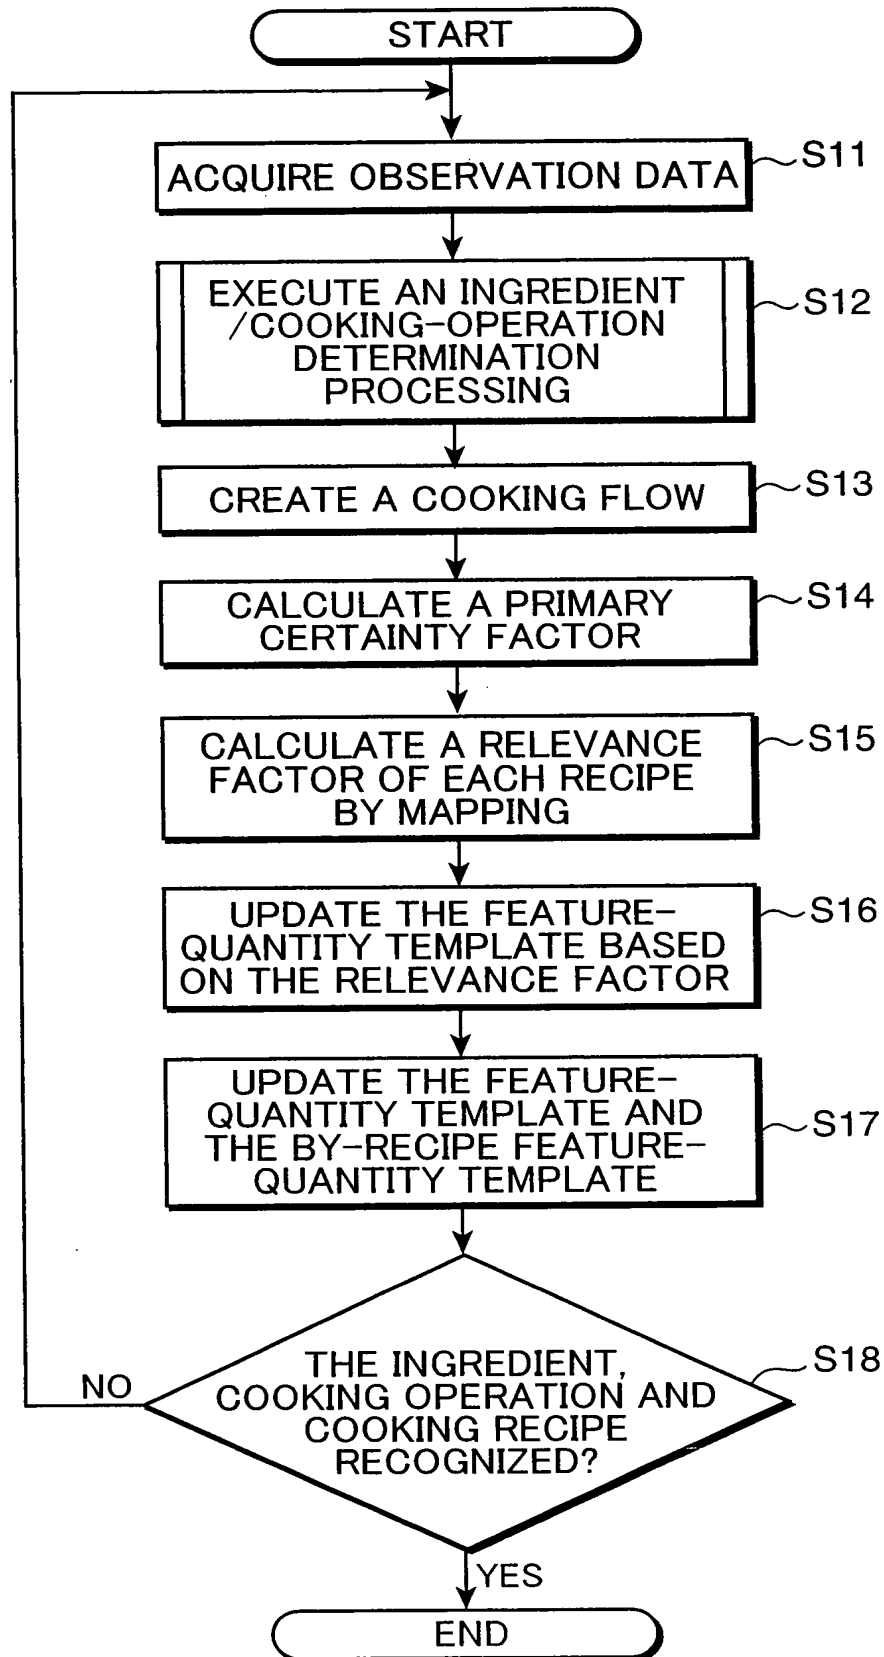 START
ACQUIRE OBSERVATION DATA
S11
EXECUTE AN INGREDIENT
/COOKING-OPERATION
DETERMINATION
PROCESSING
S12
CREATE A COOKING FLOW
S13
CALCULATE A PRIMARY
CERTAINTY FACTOR
S14
CALCULATE A RELEVANCE
FACTOR OF EACH RECIPE
BY MAPPING
S15
UPDATE THE FEATURE-
QUANTITY TEMPLATE BASED
ON THE RELEVANCE FACTOR
S16
UPDATE THE FEATURE-
QUANTITY TEMPLATE AND
THE BY-RECIPE FEATURE-
QUANTITY TEMPLATE
S17
THE INGREDIENT,
COOKING OPERATION AND
COOKING RECIPE
RECOGNIZED?
S18
NO
YES
END